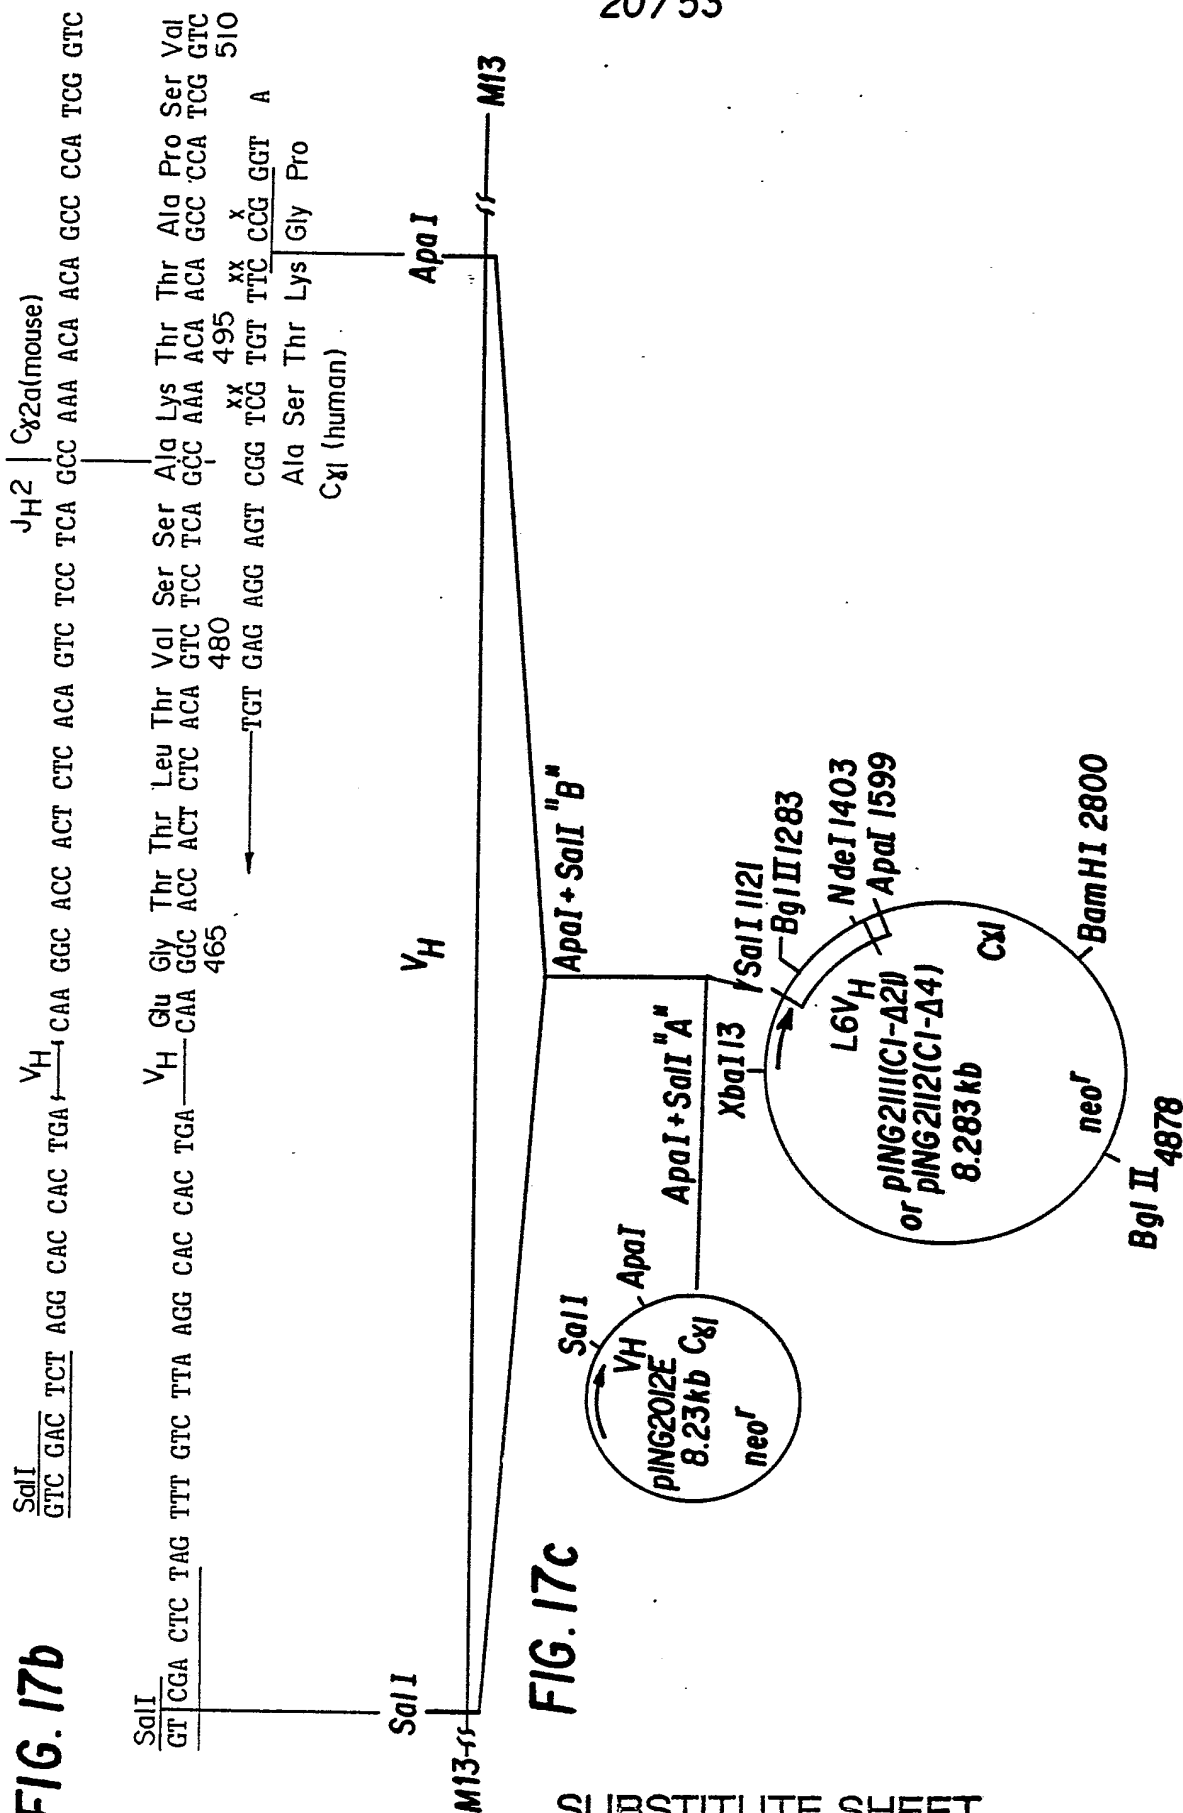 20/53
FIG. 17b
JH2 | Cγ2a(mouse)
SalI
VH
GTC GAC TCT AGG CAC CAC TGA CAA GGC ACC ACT CTC ACA GTC TCC TCA GCC AAA ACA ACA GCC CCA TCG GTC
SalI
VH Glu Gly Thr Thr Leu Thr Val Ser Ser Ala Lys Thr Thr Ala Pro Ser Val
GT CGA CTC TAG TTT GTC TTA AGG CAC CAC TGA CAA GGC ACC ACT CTC ACA GTC TCC TCA GCC AAA ACA ACA GCC CCA TCG GTC
465 480 495 510
xx xx x
TGT GAG AGG AGT CGG TCG TGT TTC CCG GGT A
Ala Ser Thr Lys Gly Pro
Cγ1 (human)
SalI
VH
ApaI
M13
M13
FIG. 17c
ApaI+SalI "B"
ApaI+SalI "A"
SalI
ApaI
VH
pING2012E
8.23kb Cγ1
neor
XbaI 13
SalI 1121
BglII 1283
NdeI 1403
ApaI 1599
L6VH
pING2111(C1-Δ21)
or pING2112(C1-Δ4)
8.283kb
Cγ1
BamHI 2800
neor
Bgl II 4878
SUBSTITUTE SHEET